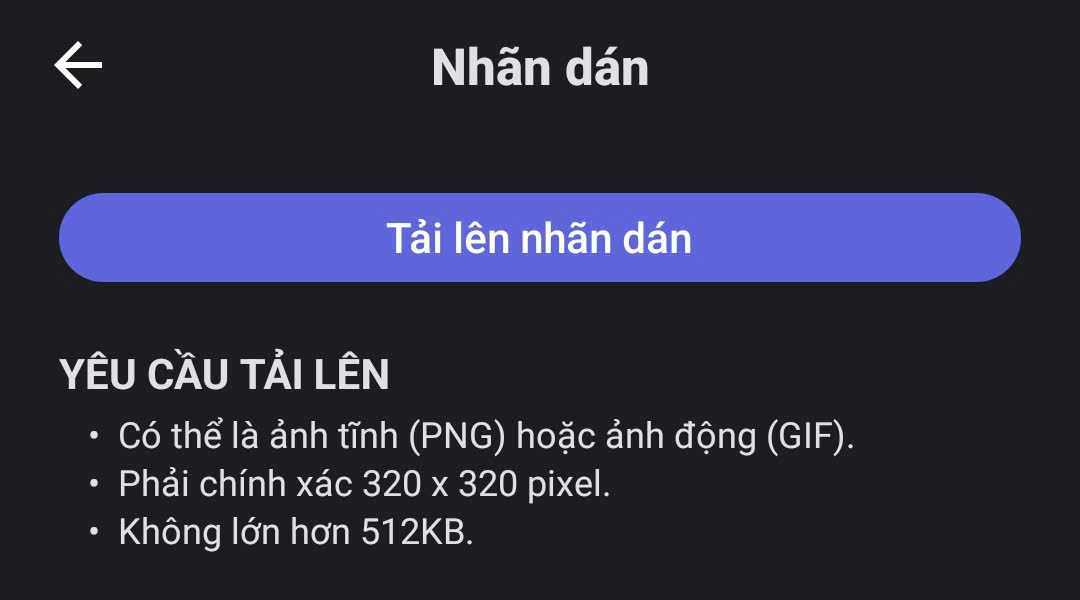 Nhãn dán
Tải lên nhãn dán
YÊU CẦU TẢI LÊN
• Có thể là ảnh tĩnh (PNG) hoặc ảnh động (GIF).
• Phải chính xác 320 x 320 pixel.
• Không lớn hơn 512KB.